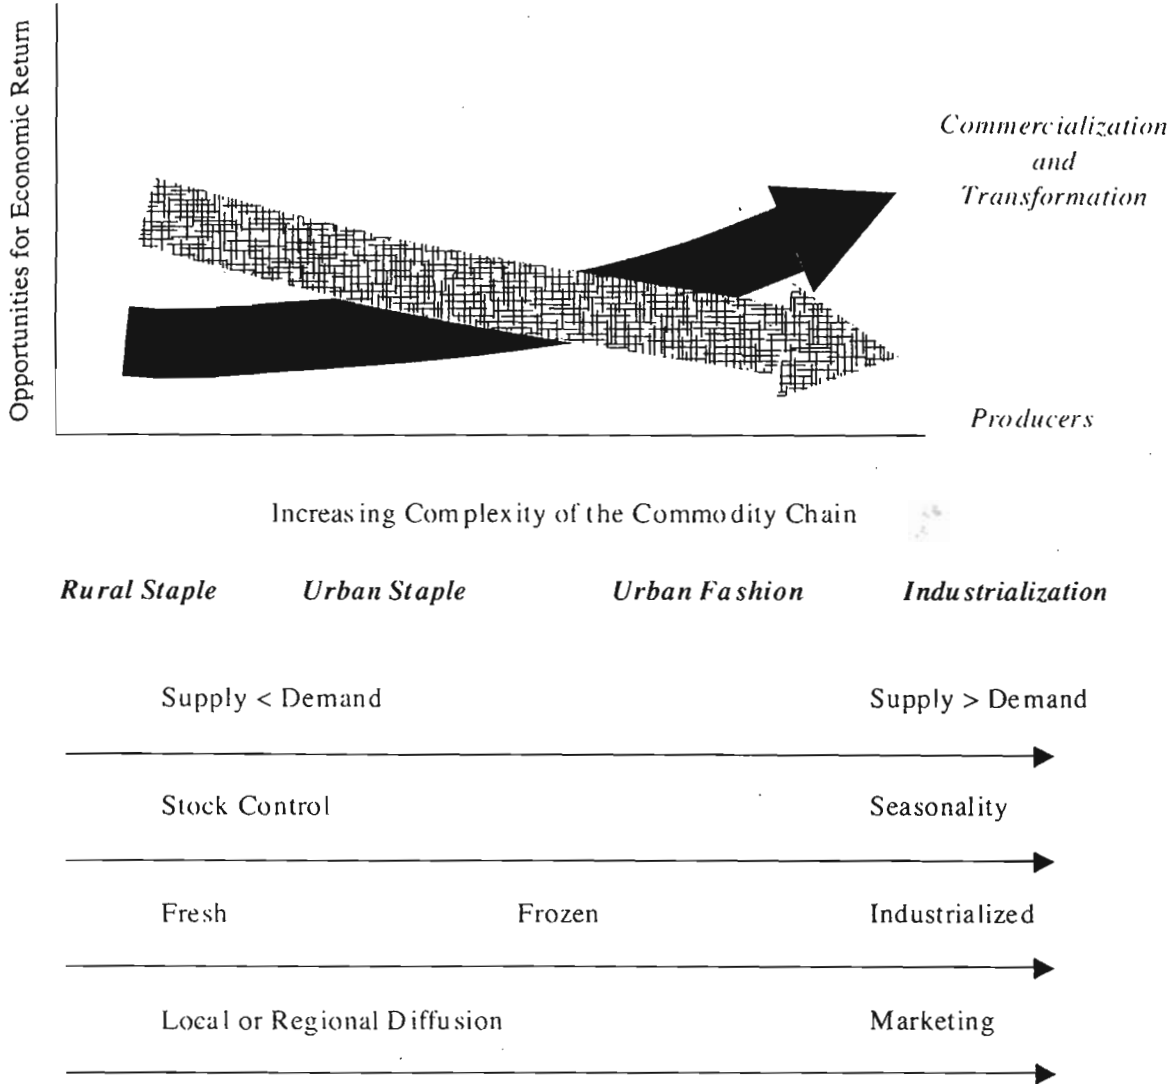 Opportunities for Economic Return
Commercialization
and
Transformation
Producers
Increasing Complexity of the Commodity Chain
Rural Staple Urban Staple Urban Fashion Industrialization
Supply < Demand Supply > Demand
Stock Control Seasonality
Fresh Frozen Industrialized
Local or Regional Diffusion Marketing